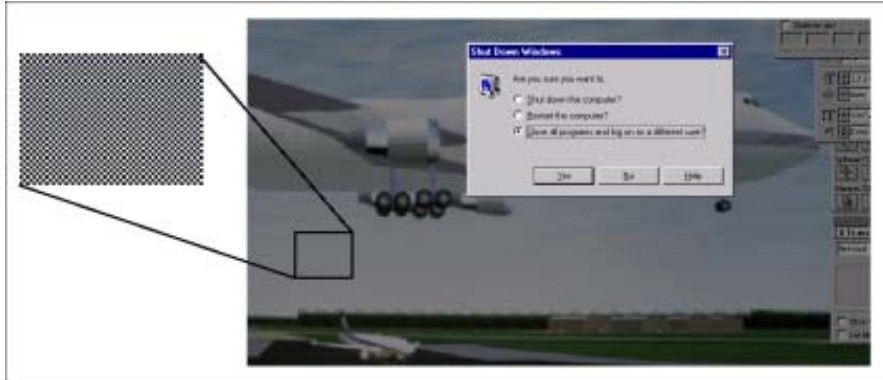 Shut Down Windows
Are you sure you want to:
Shut down the computer?
Restart the computer?
Close all programs and log on as a different user?
Yes
No
Help